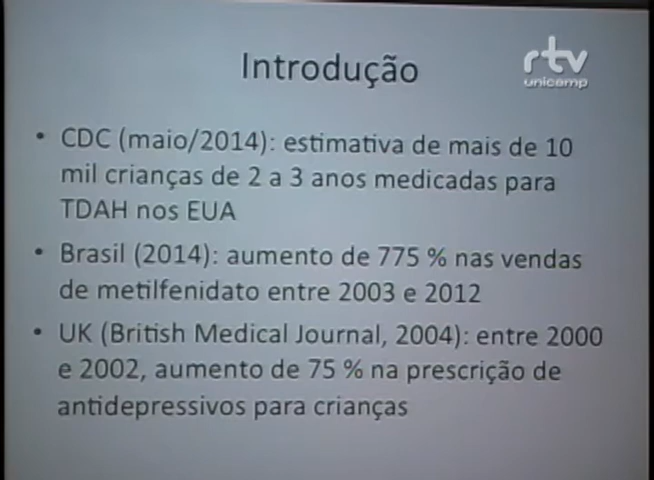 Introdução
rtv
unicamp
• CDC (maio/2014): estimativa de mais de 10
mil crianças de 2 a 3 anos medicadas para
TDAH nos EUA
• Brasil (2014): aumento de 775 % nas vendas
de metilfenidato entre 2003 e 2012
• UK (British Medical Journal, 2004): entre 2000
e 2002, aumento de 75 % na prescrição de
antidepressivos para crianças